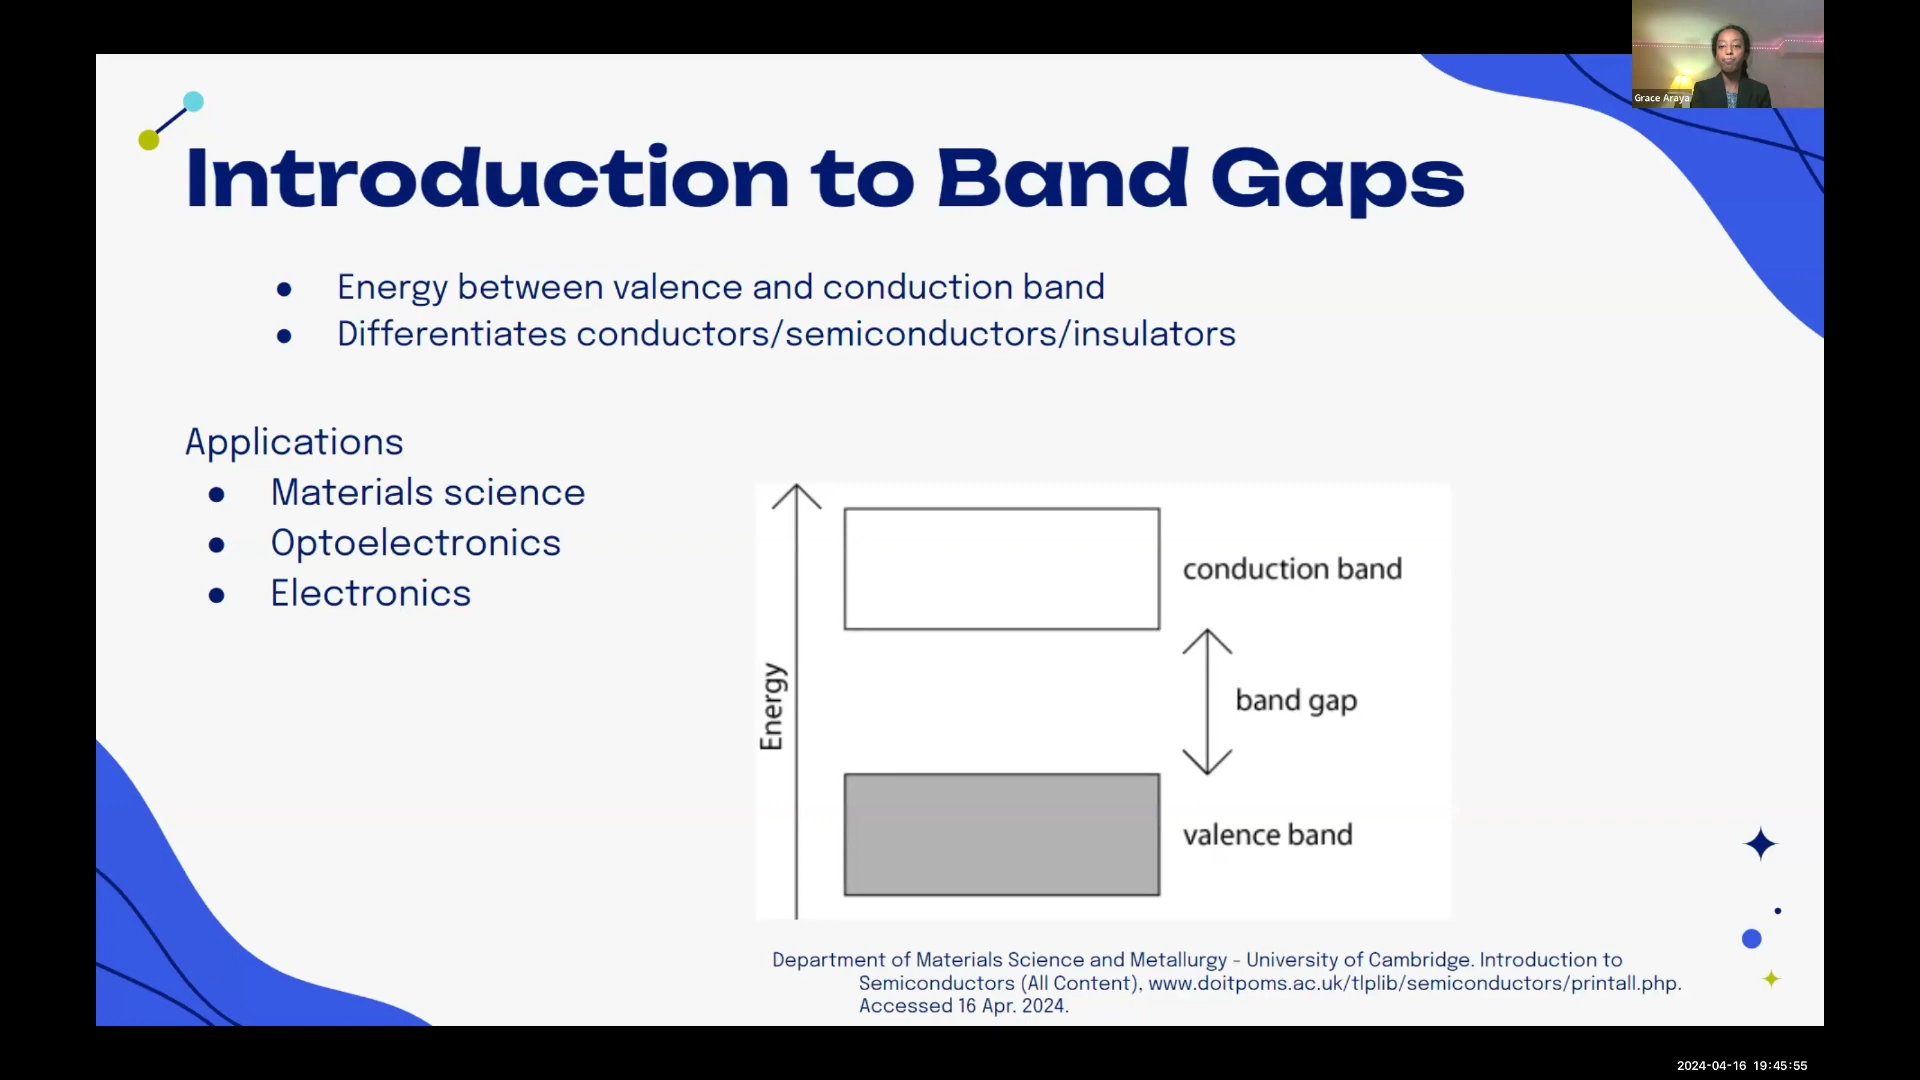 Grace Araya
Introduction to Band Gaps
● Energy between valence and conduction band
● Differentiates conductors/semiconductors/insulators
Applications
● Materials science
● Optoelectronics
● Electronics
Energy
conduction band
band gap
valence band
Department of Materials Science and Metallurgy - University of Cambridge. Introduction to
Semiconductors (All Content), www.doitpoms.ac.uk/tlplib/semiconductors/printall.php.
Accessed 16 Apr. 2024.
2024-04-16 19:45:55